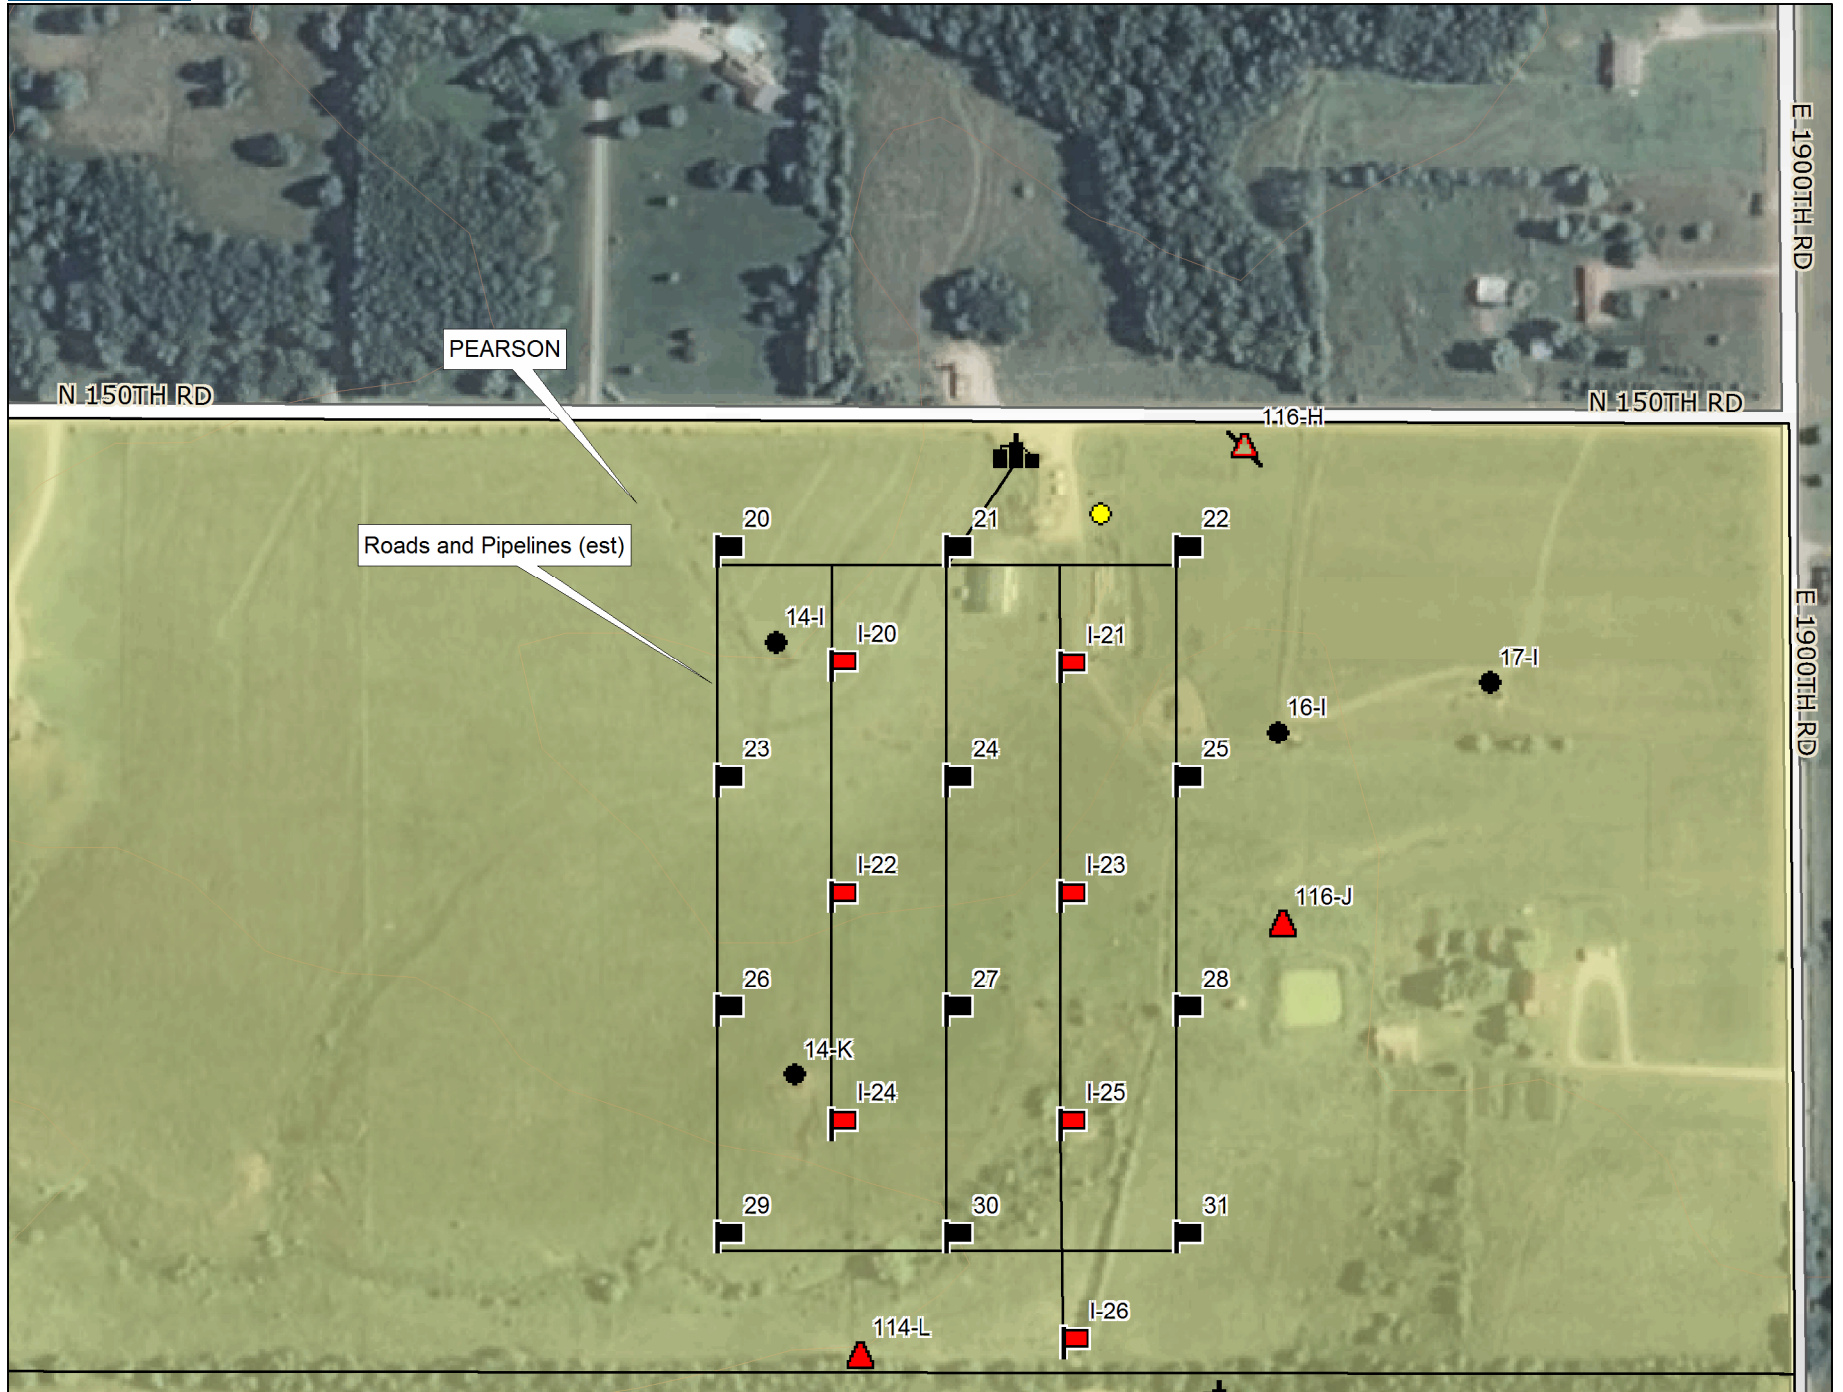 E 1900TH RD
PEARSON
N 150TH RD
N 150TH RD
116-H
20
21
22
Roads and Pipelines (est)
14-I
I-20
I-21
E 1900TH RD
17-I
16-I
23
24
25
I-22
I-23
116-J
26
27
28
14-K
I-24
I-25
29
30
31
I-26
114-L